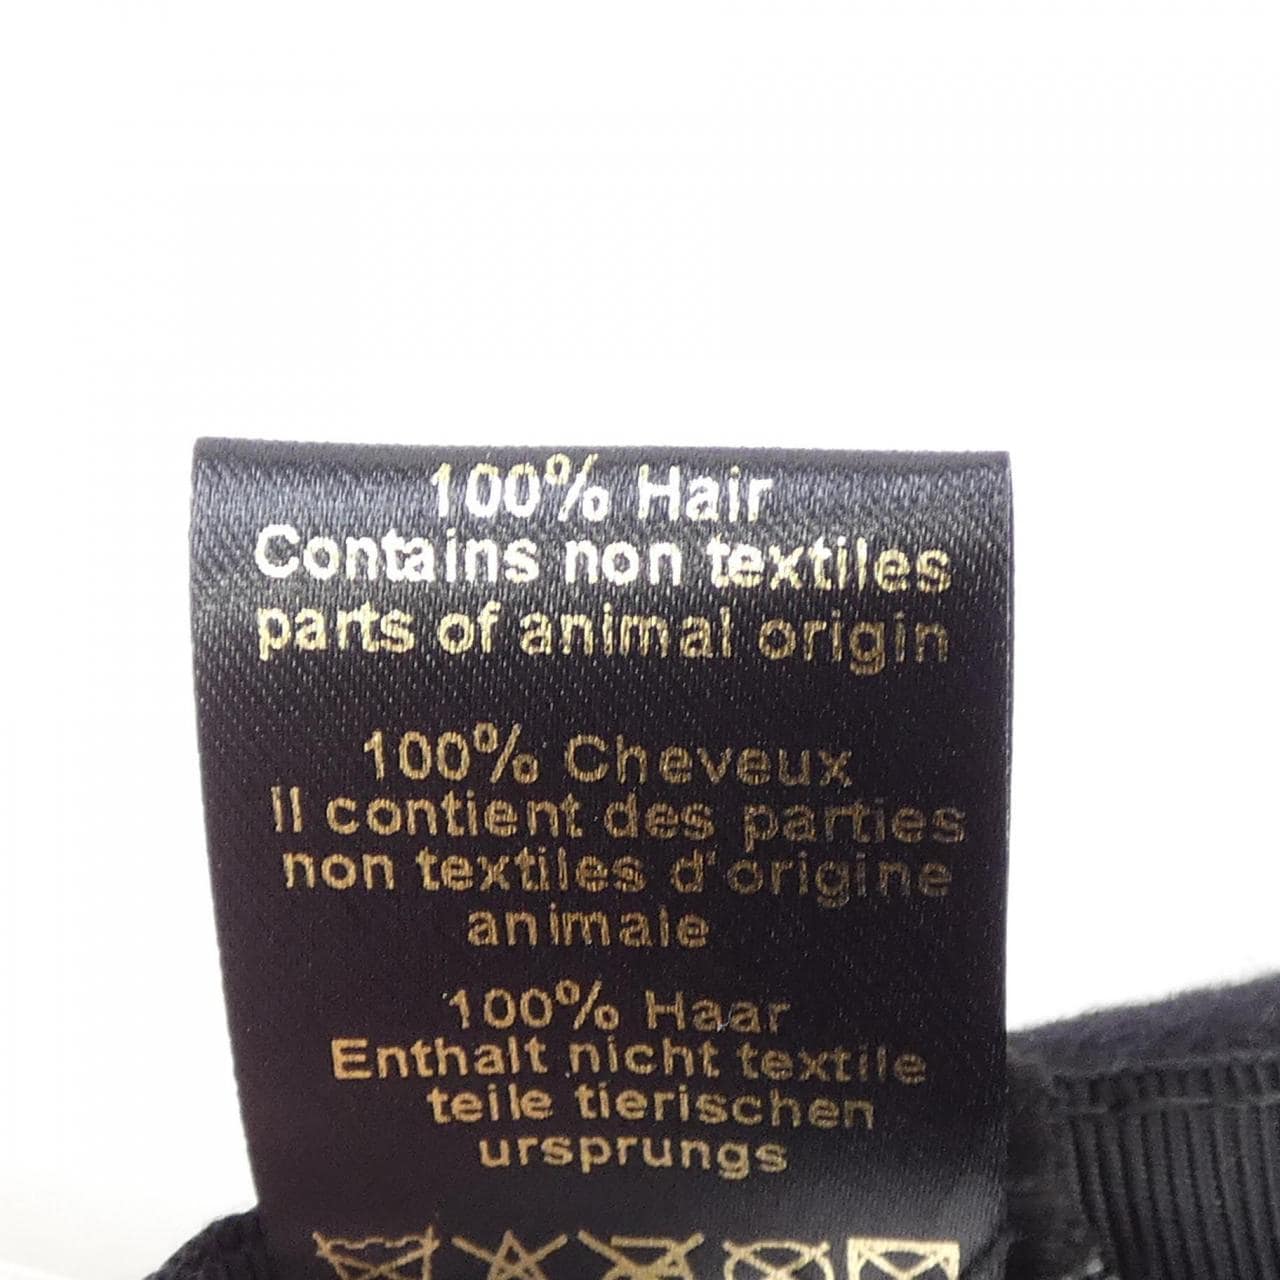 100% Hair
Contains non textiles
parts of animal origin
100% Cheveux
Il contient des parties
non textiles d'origine
animale
100% Haar
Enthalt nicht textile
teile tierischen
ursprungs